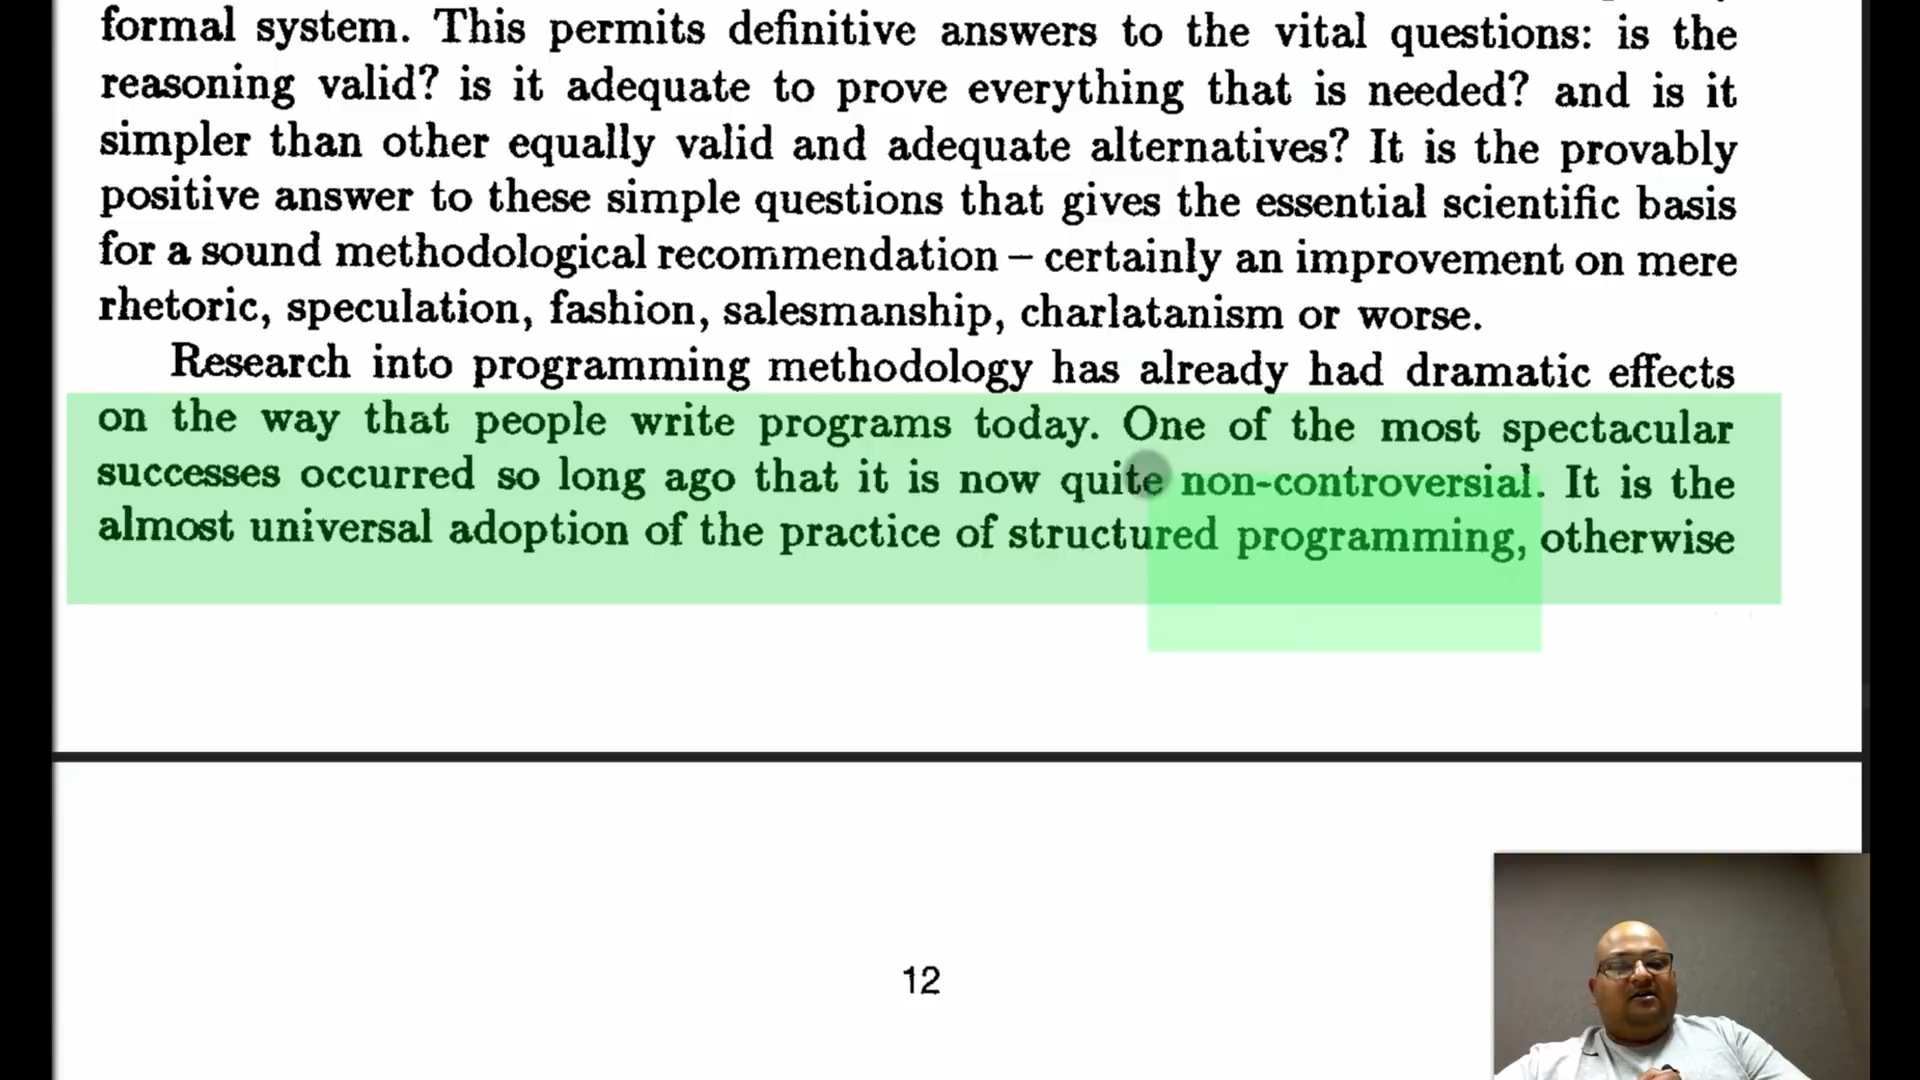 formal system. This permits definitive answers to the vital questions: is the
reasoning valid? is it adequate to prove everything that is needed? and is it
simpler than other equally valid and adequate alternatives? It is the provably
positive answer to these simple questions that gives the essential scientific basis
for a sound methodological recommendation – certainly an improvement on mere
rhetoric, speculation, fashion, salesmanship, charlatanism or worse.
Research into programming methodology has already had dramatic effects
on the way that people write programs today. One of the most spectacular
successes occurred so long ago that it is now quite non-controversial. It is the
almost universal adoption of the practice of structured programming, otherwise
12